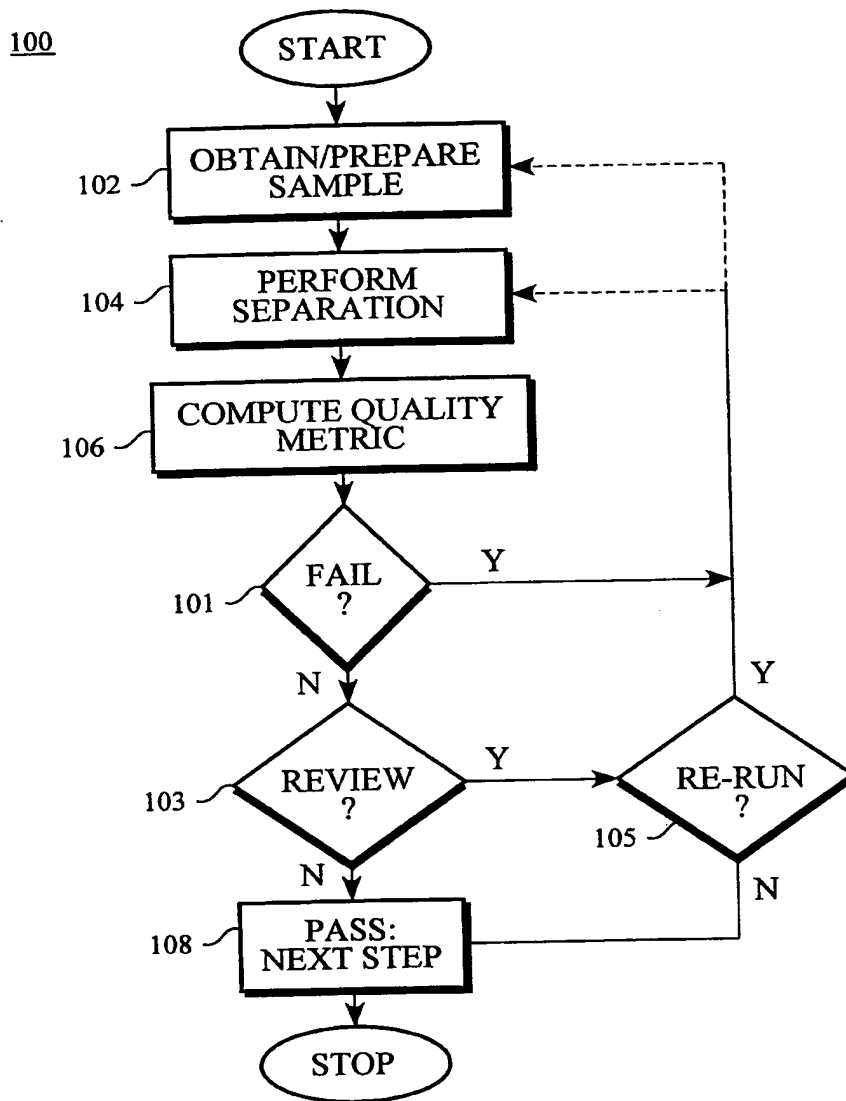 100
START
OBTAIN/PREPARE
SAMPLE
102
PERFORM
SEPARATION
104
COMPUTE QUALITY
METRIC
106
FAIL
?
101
Y
N
REVIEW
?
103
Y
RE-RUN
?
105
Y
N
N
PASS:
NEXT STEP
108
STOP